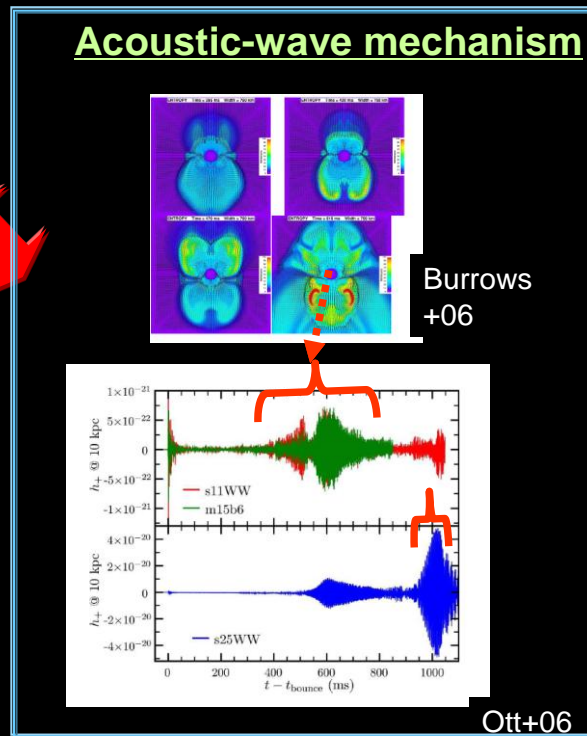 Acoustic-wave mechanism
Burrows
+06
1×10⁻²¹
5×10⁻²²
0
-5×10⁻²²
-1×10⁻²¹
h₊ @ 10 kpc
s11WW
m15b6
4×10⁻²⁰
2×10⁻²⁰
0
-2×10⁻²⁰
-4×10⁻²⁰
h₊ @ 10 kpc
s25WW
0 200 400 600 800 1000
t − t_bounce (ms)
Ott+06